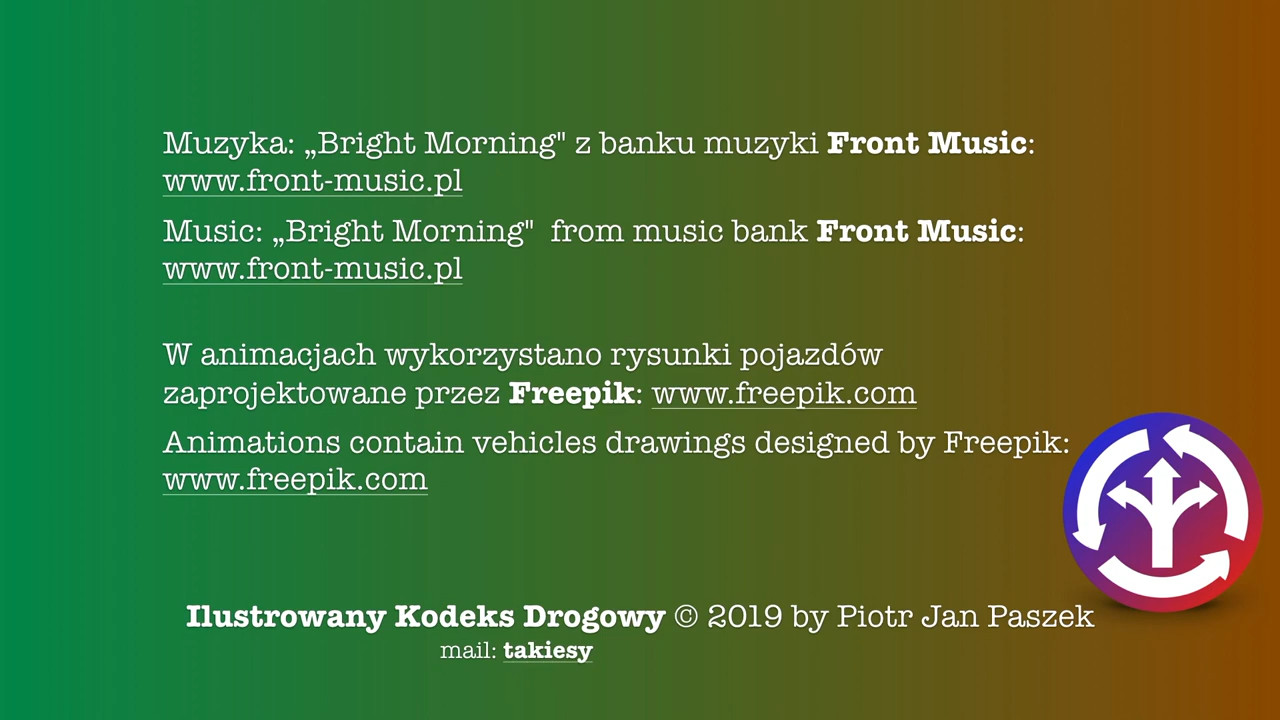 Muzyka: „Bright Morning" z banku muzyki Front Music:
www.front-music.pl
Music: „Bright Morning"  from music bank Front Music:
www.front-music.pl
W animacjach wykorzystano rysunki pojazdów
zaprojektowane przez Freepik: www.freepik.com
Animations contain vehicles drawings designed by Freepik:
www.freepik.com
Ilustrowany Kodeks Drogowy © 2019 by Piotr Jan Paszek
mail: takiesy